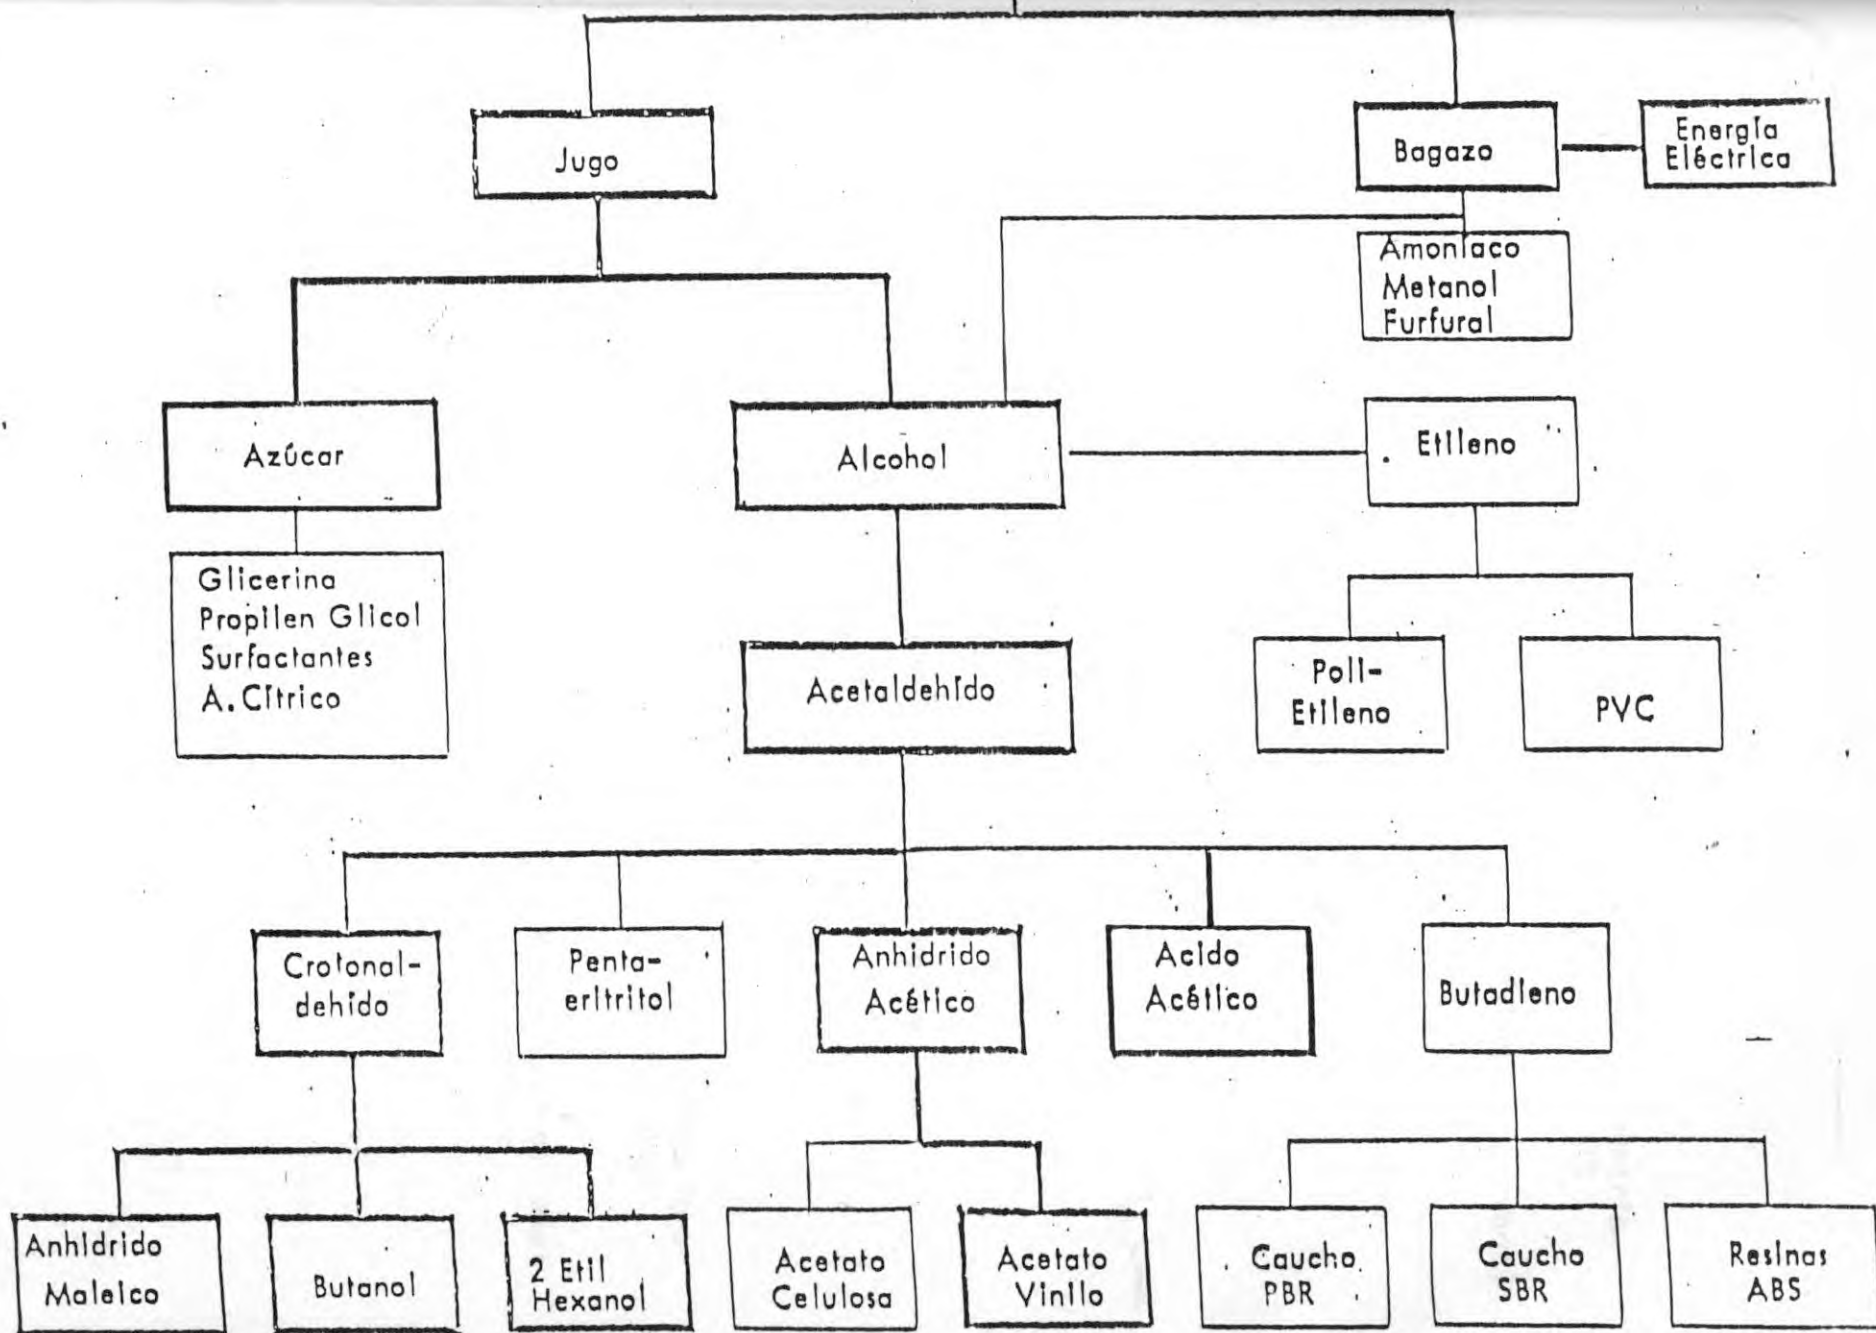 Jugo
Bagazo
Energía
Eléctrica
Amoníaco
Metanol
Furfural
Azúcar
Alcohol
Etileno
Glicerina
Propilen Glicol
Surfactantes
A. Cítrico
Acetaldehído
Poli-
Etileno
PVC
Crotonal-
dehído
Penta-
eritritol
Anhidrido
Acético
Acido
Acético
Butadieno
Anhidrido
Maleico
Butanol
2 Etil
Hexanol
Acetato
Celulosa
Acetato
Vinilo
Caucho
PBR
Caucho
SBR
Resinas
ABS